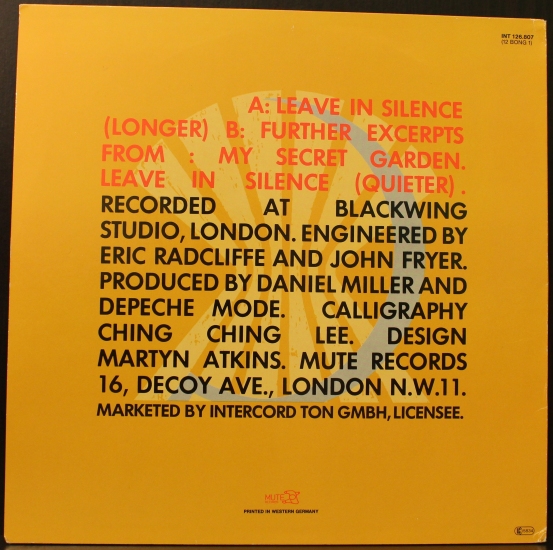 INT 126.807
(12 BONG 1)
A: LEAVE IN SILENCE
(LONGER) B: FURTHER EXCERPTS
FROM : MY SECRET GARDEN.
LEAVE IN SILENCE (QUIETER) .
RECORDED AT BLACKWING
STUDIO, LONDON. ENGINEERED BY
ERIC RADCLIFFE AND JOHN FRYER.
PRODUCED BY DANIEL MILLER AND
DEPECHE MODE. CALLIGRAPHY
CHING CHING LEE. DESIGN
MARTYN ATKINS. MUTE RECORDS
16, DECOY AVE., LONDON N.W.11.
MARKETED BY INTERCORD TON GMBH, LICENSEE.
MUTE
PRINTED IN WESTERN GERMANY